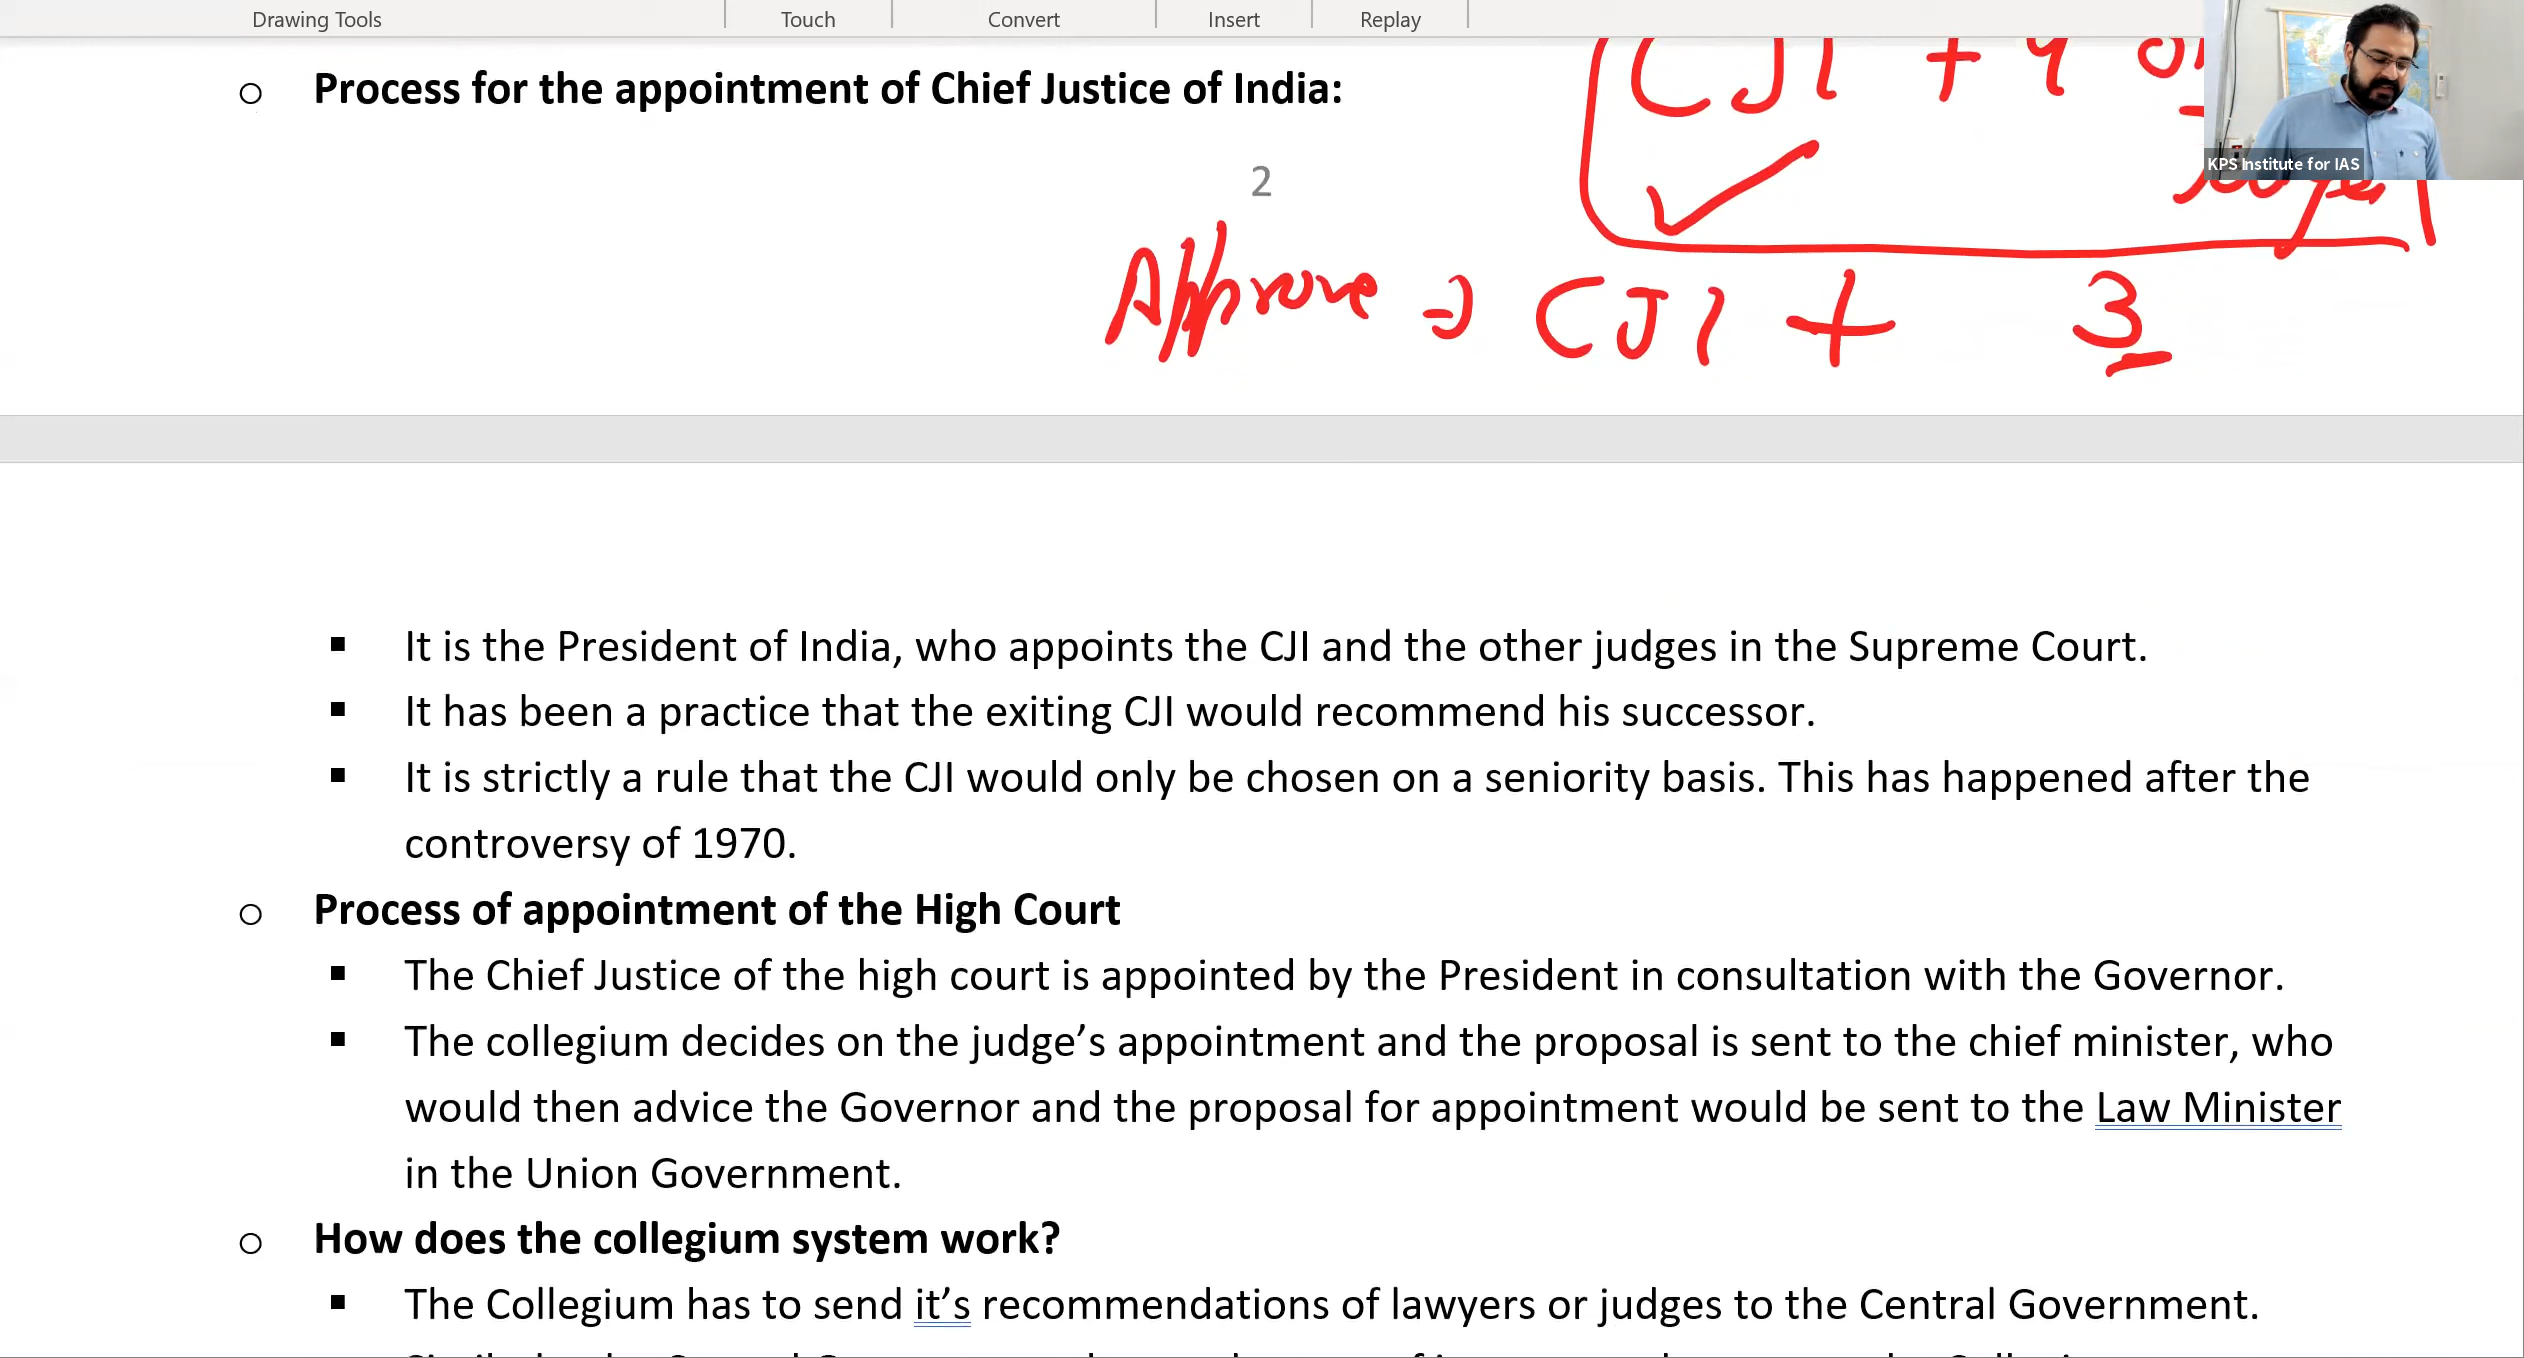 Drawing Tools Touch Convert Insert Replay
CJI + 4
○ Process for the appointment of Chief Justice of India:
KPS Institute for IAS
2
Approve ⇒ CJI + 3
▪ It is the President of India, who appoints the CJI and the other judges in the Supreme Court.
▪ It has been a practice that the exiting CJI would recommend his successor.
▪ It is strictly a rule that the CJI would only be chosen on a seniority basis. This has happened after the
controversy of 1970.
○ Process of appointment of the High Court
▪ The Chief Justice of the high court is appointed by the President in consultation with the Governor.
▪ The collegium decides on the judge’s appointment and the proposal is sent to the chief minister, who
would then advice the Governor and the proposal for appointment would be sent to the Law Minister
in the Union Government.
○ How does the collegium system work?
▪ The Collegium has to send it’s recommendations of lawyers or judges to the Central Government.